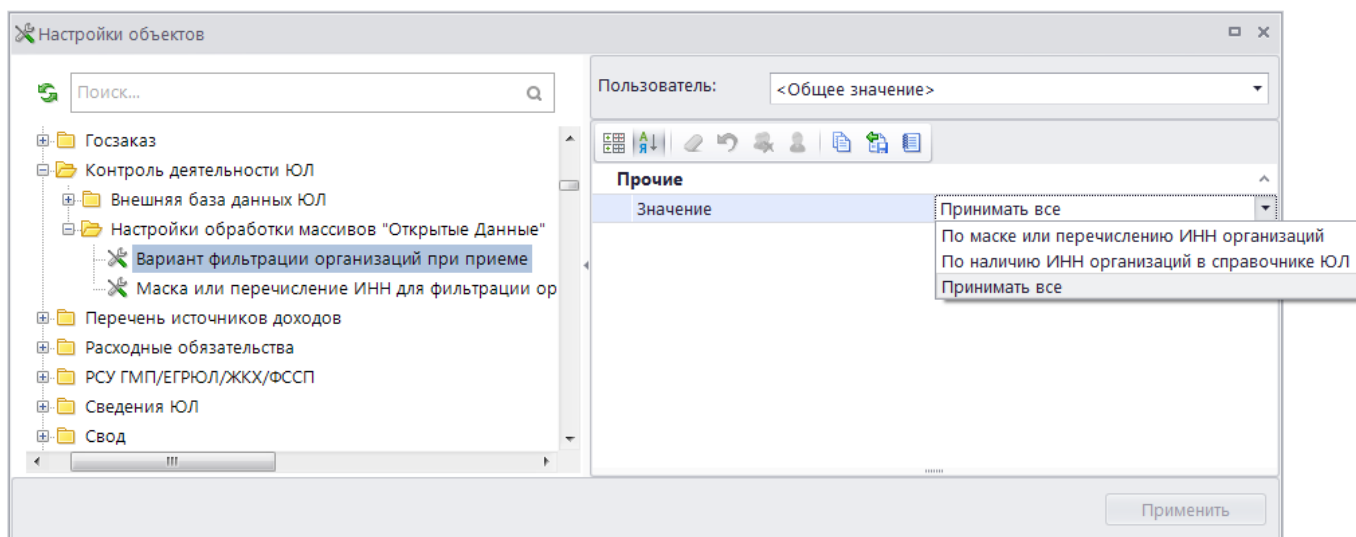 Настройки объектов
Поиск...
Госзаказ
Контроль деятельности ЮЛ
Внешняя база данных ЮЛ
Настройки обработки массивов "Открытые Данные"
Вариант фильтрации организаций при приеме
Маска или перечисление ИНН для фильтрации ор
Перечень источников доходов
Расходные обязательства
РСУ ГМП/ЕГРЮЛ/ЖКХ/ФССП
Сведения ЮЛ
Свод
Пользователь: <Общее значение>
Прочие
Значение Принимать все
По маске или перечислению ИНН организаций
По наличию ИНН организаций в справочнике ЮЛ
Принимать все
Применить